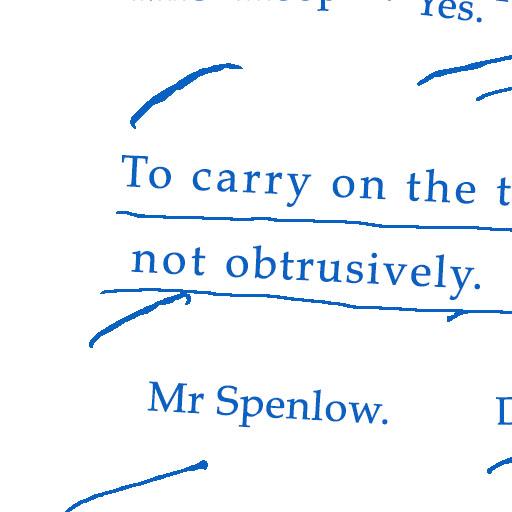 Yes.
To carry on the t
not obtrusively.
Mr Spenlow. D